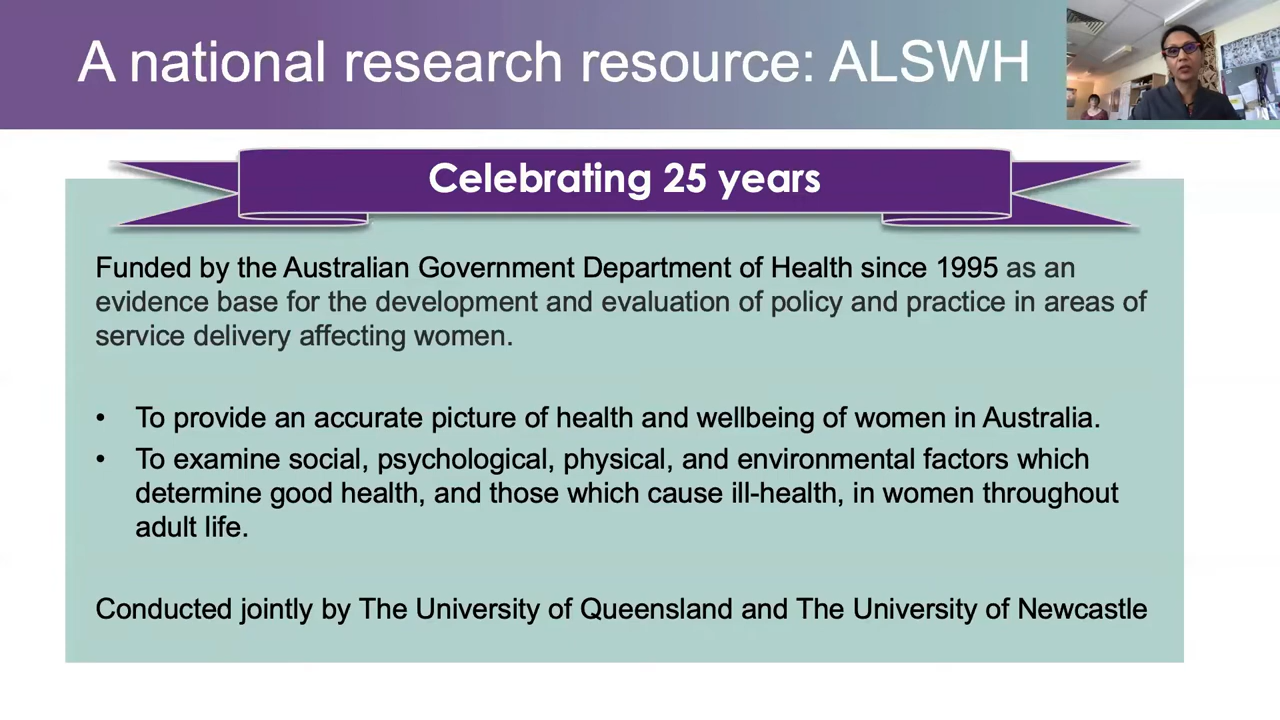 A national research resource: ALSWH
Celebrating 25 years
Funded by the Australian Government Department of Health since 1995 as an
evidence base for the development and evaluation of policy and practice in areas of
service delivery affecting women.
• To provide an accurate picture of health and wellbeing of women in Australia.
• To examine social, psychological, physical, and environmental factors which
determine good health, and those which cause ill-health, in women throughout
adult life.
Conducted jointly by The University of Queensland and The University of Newcastle